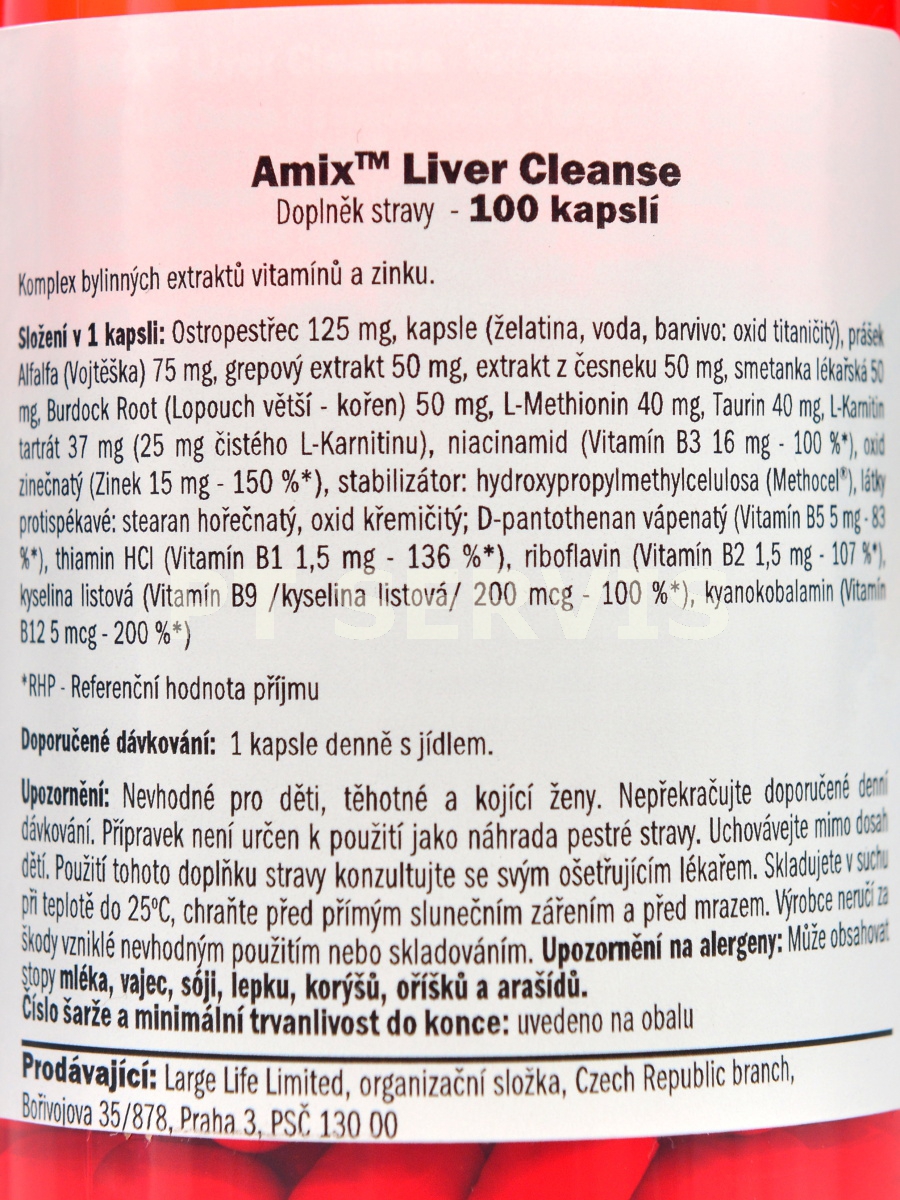 Amix™ Liver Cleanse
Doplněk stravy - 100 kapslí
Komplex bylinných extraktů vitamínů a zinku.
Složení v 1 kapsli: Ostropestřec 125 mg, kapsle (želatina, voda, barvivo: oxid titaničitý), prášek
Alfalfa (Vojtěška) 75 mg, grepový extrakt 50 mg, extrakt z česneku 50 mg, smetanka lékařská 50
mg, Burdock Root (Lopouch větší - kořen) 50 mg, L-Methionin 40 mg, Taurin 40 mg, L-Karnitin
tartrát 37 mg (25 mg čistého L-Karnitinu), niacinamid (Vitamín B3 16 mg - 100 %*), oxid
zinečnatý (Zinek 15 mg - 150 %*), stabilizátor: hydroxypropylmethylcelulosa (Methocel®), látky
protispékavé: stearan hořečnatý, oxid křemičitý; D-pantothenan vápenatý (Vitamín B5 5 mg - 83
%*), thiamin HCl (Vitamín B1 1,5 mg - 136 %*), riboflavin (Vitamín B2 1,5 mg - 107 %*),
kyselina listová (Vitamín B9 /kyselina listová/ 200 mcg - 100 %*), kyanokobalamin (Vitamín
B12 5 mcg - 200 %*)
PT SERVIS
*RHP - Referenční hodnota příjmu
Doporučené dávkování: 1 kapsle denně s jídlem.
Upozornění: Nevhodné pro děti, těhotné a kojící ženy. Nepřekračujte doporučené denní
dávkování. Přípravek není určen k použití jako náhrada pestré stravy. Uchovávejte mimo dosah
dětí. Použití tohoto doplňku stravy konzultujte se svým ošetřujícím lékařem. Skladujete v suchu
při teplotě do 25ºC, chraňte před přímým slunečním zářením a před mrazem. Výrobce neručí za
škody vzniklé nevhodným použitím nebo skladováním. Upozornění na alergeny: Může obsahovat
stopy mléka, vajec, sóji, lepku, korýšů, oříšků a arašídů.
Číslo šarže a minimální trvanlivost do konce: uvedeno na obalu
Prodávající: Large Life Limited, organizační složka, Czech Republic branch,
Bořivojova 35/878, Praha 3, PSČ 130 00